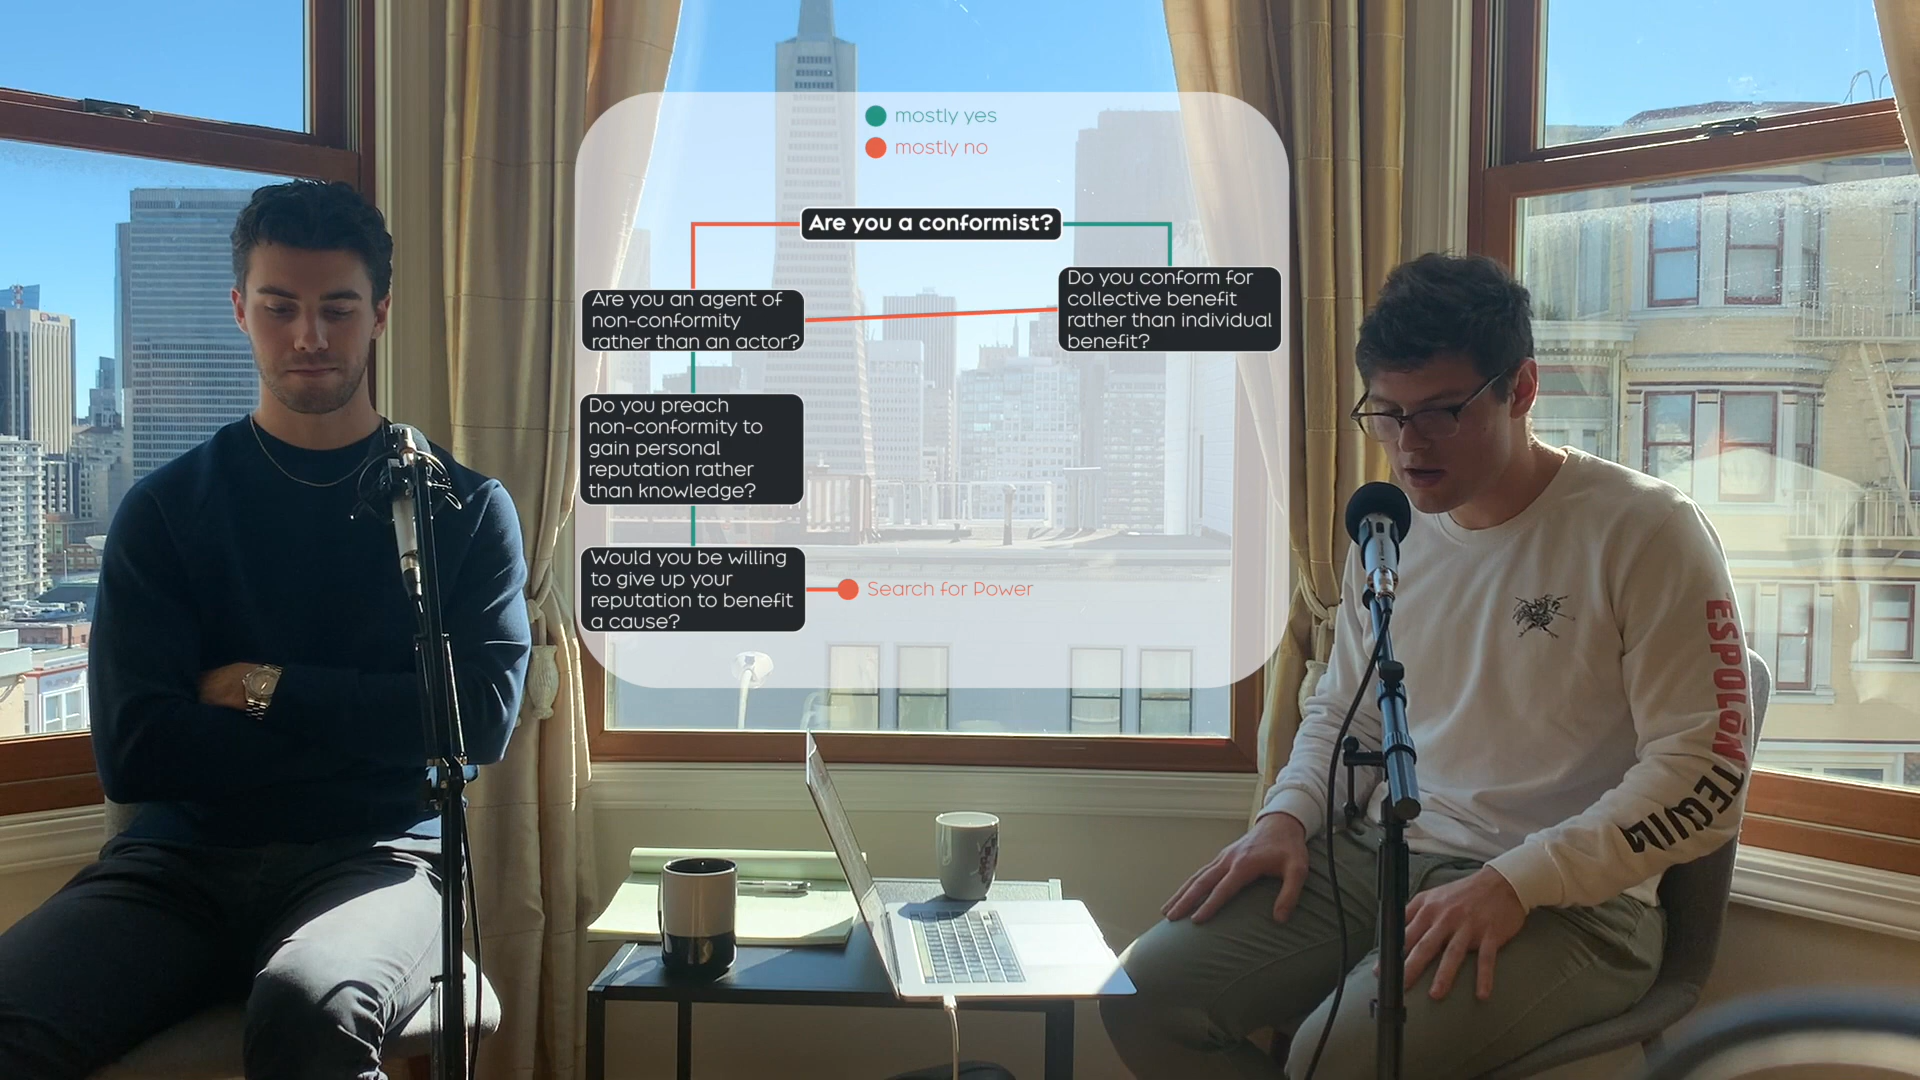 mostly yes
mostly no
Are you a conformist?
Are you an agent of
non-conformity
rather than an actor?
Do you conform for
collective benefit
rather than individual
benefit?
Do you preach
non-conformity to
gain personal
reputation rather
than knowledge?
Would you be willing
to give up your
reputation to benefit
a cause?
Search for Power
ESPOLÒN
TEQUILA